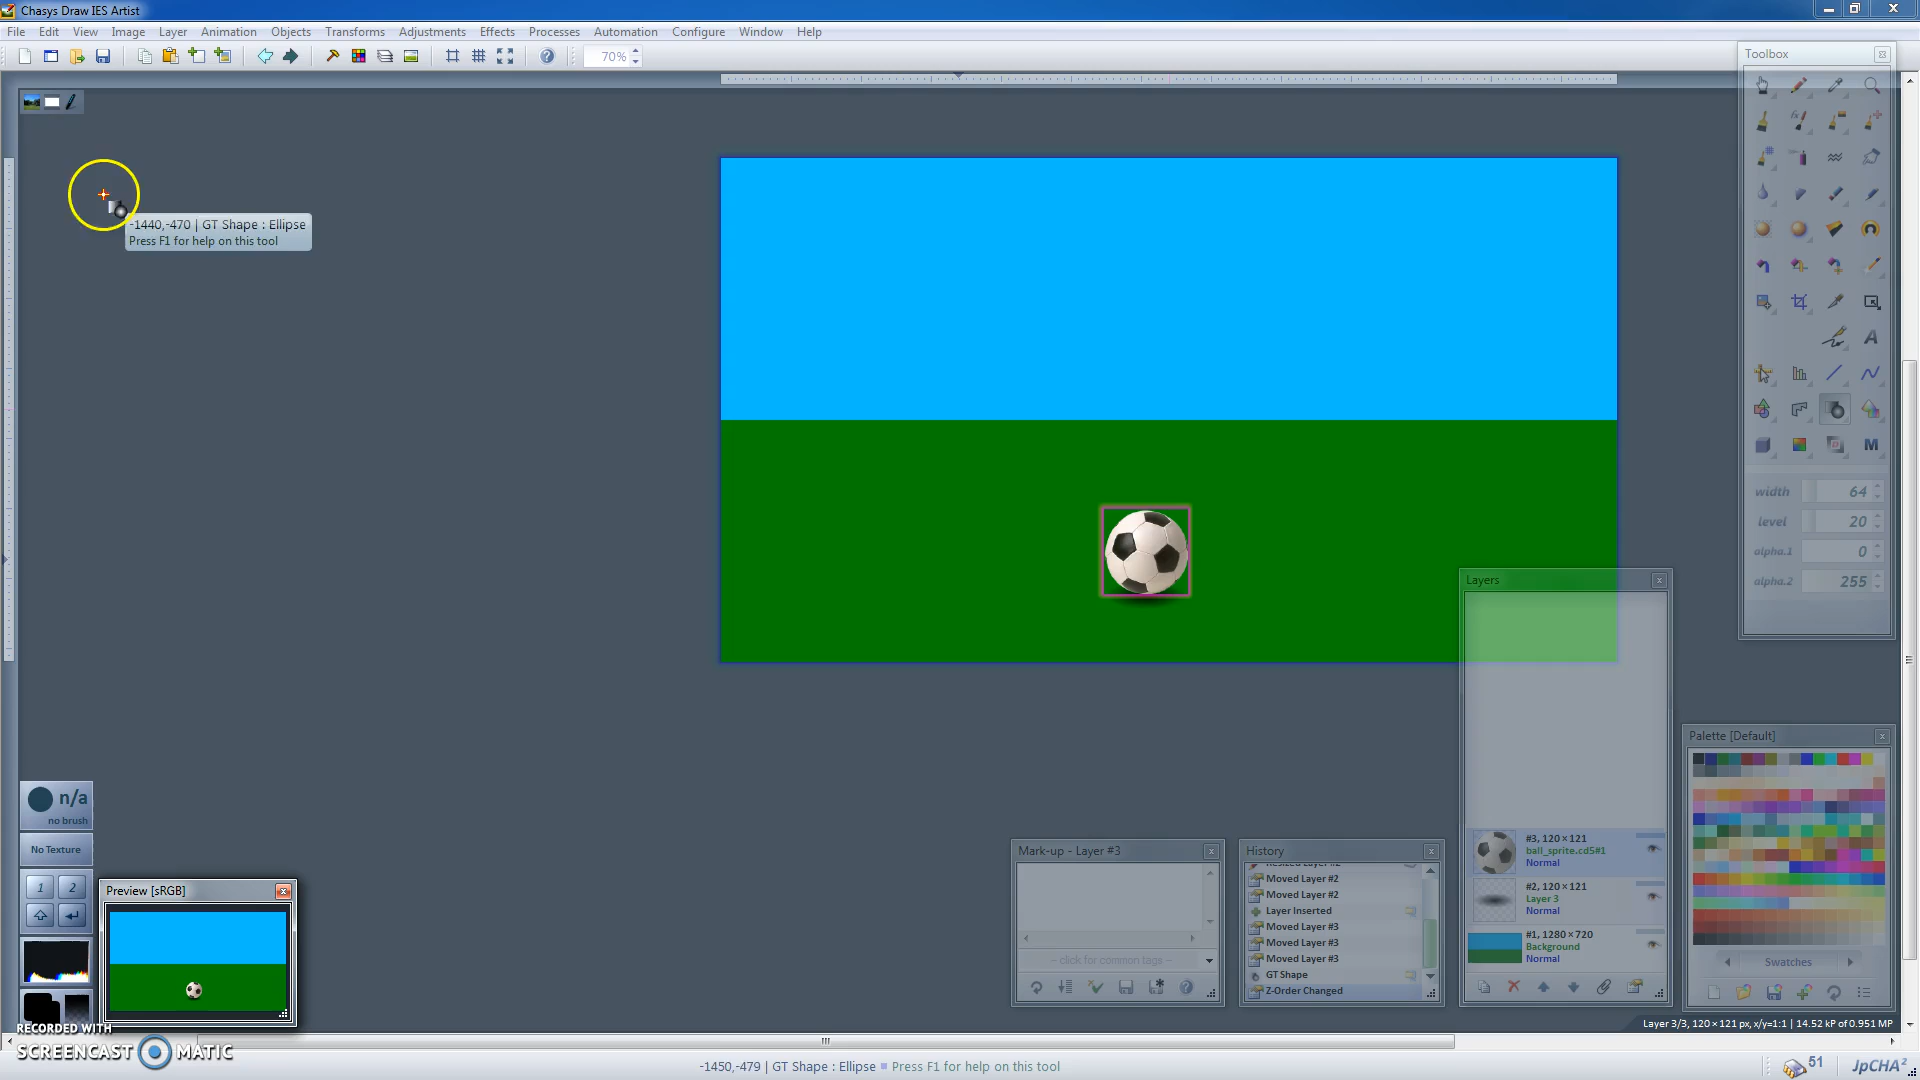 Chasys Draw IES Artist
File Edit View Image Layer Animation Objects Transforms Adjustments Effects Processes Automation Configure Window Help
70%
Toolbox
-1440,-470 | GT Shape : Ellipse
Press F1 for help on this tool
A
M
width 64
level 20
alpha.1 0
alpha.2 255
Layers
Palette [Default]
n/a
no brush
No Texture
1 2
Preview [sRGB]
Mark-up - Layer #3
-- click for common tags --
History
Moved Layer #2
Moved Layer #2
Layer Inserted
Moved Layer #3
Moved Layer #3
Moved Layer #3
GT Shape
Z-Order Changed
#3, 120×121
ball_sprite.cd5#1
Normal
#2, 120×121
Layer 3
Normal
#1, 1280×720
Background
Normal
Swatches
Layer 3/3, 120×121 px, x/y=1:1 | 14.52 kP of 0.951 MP
RECORDED WITH
SCREENCAST MATIC
-1450,-479 | GT Shape : Ellipse Press F1 for help on this tool
51
JpCHA²